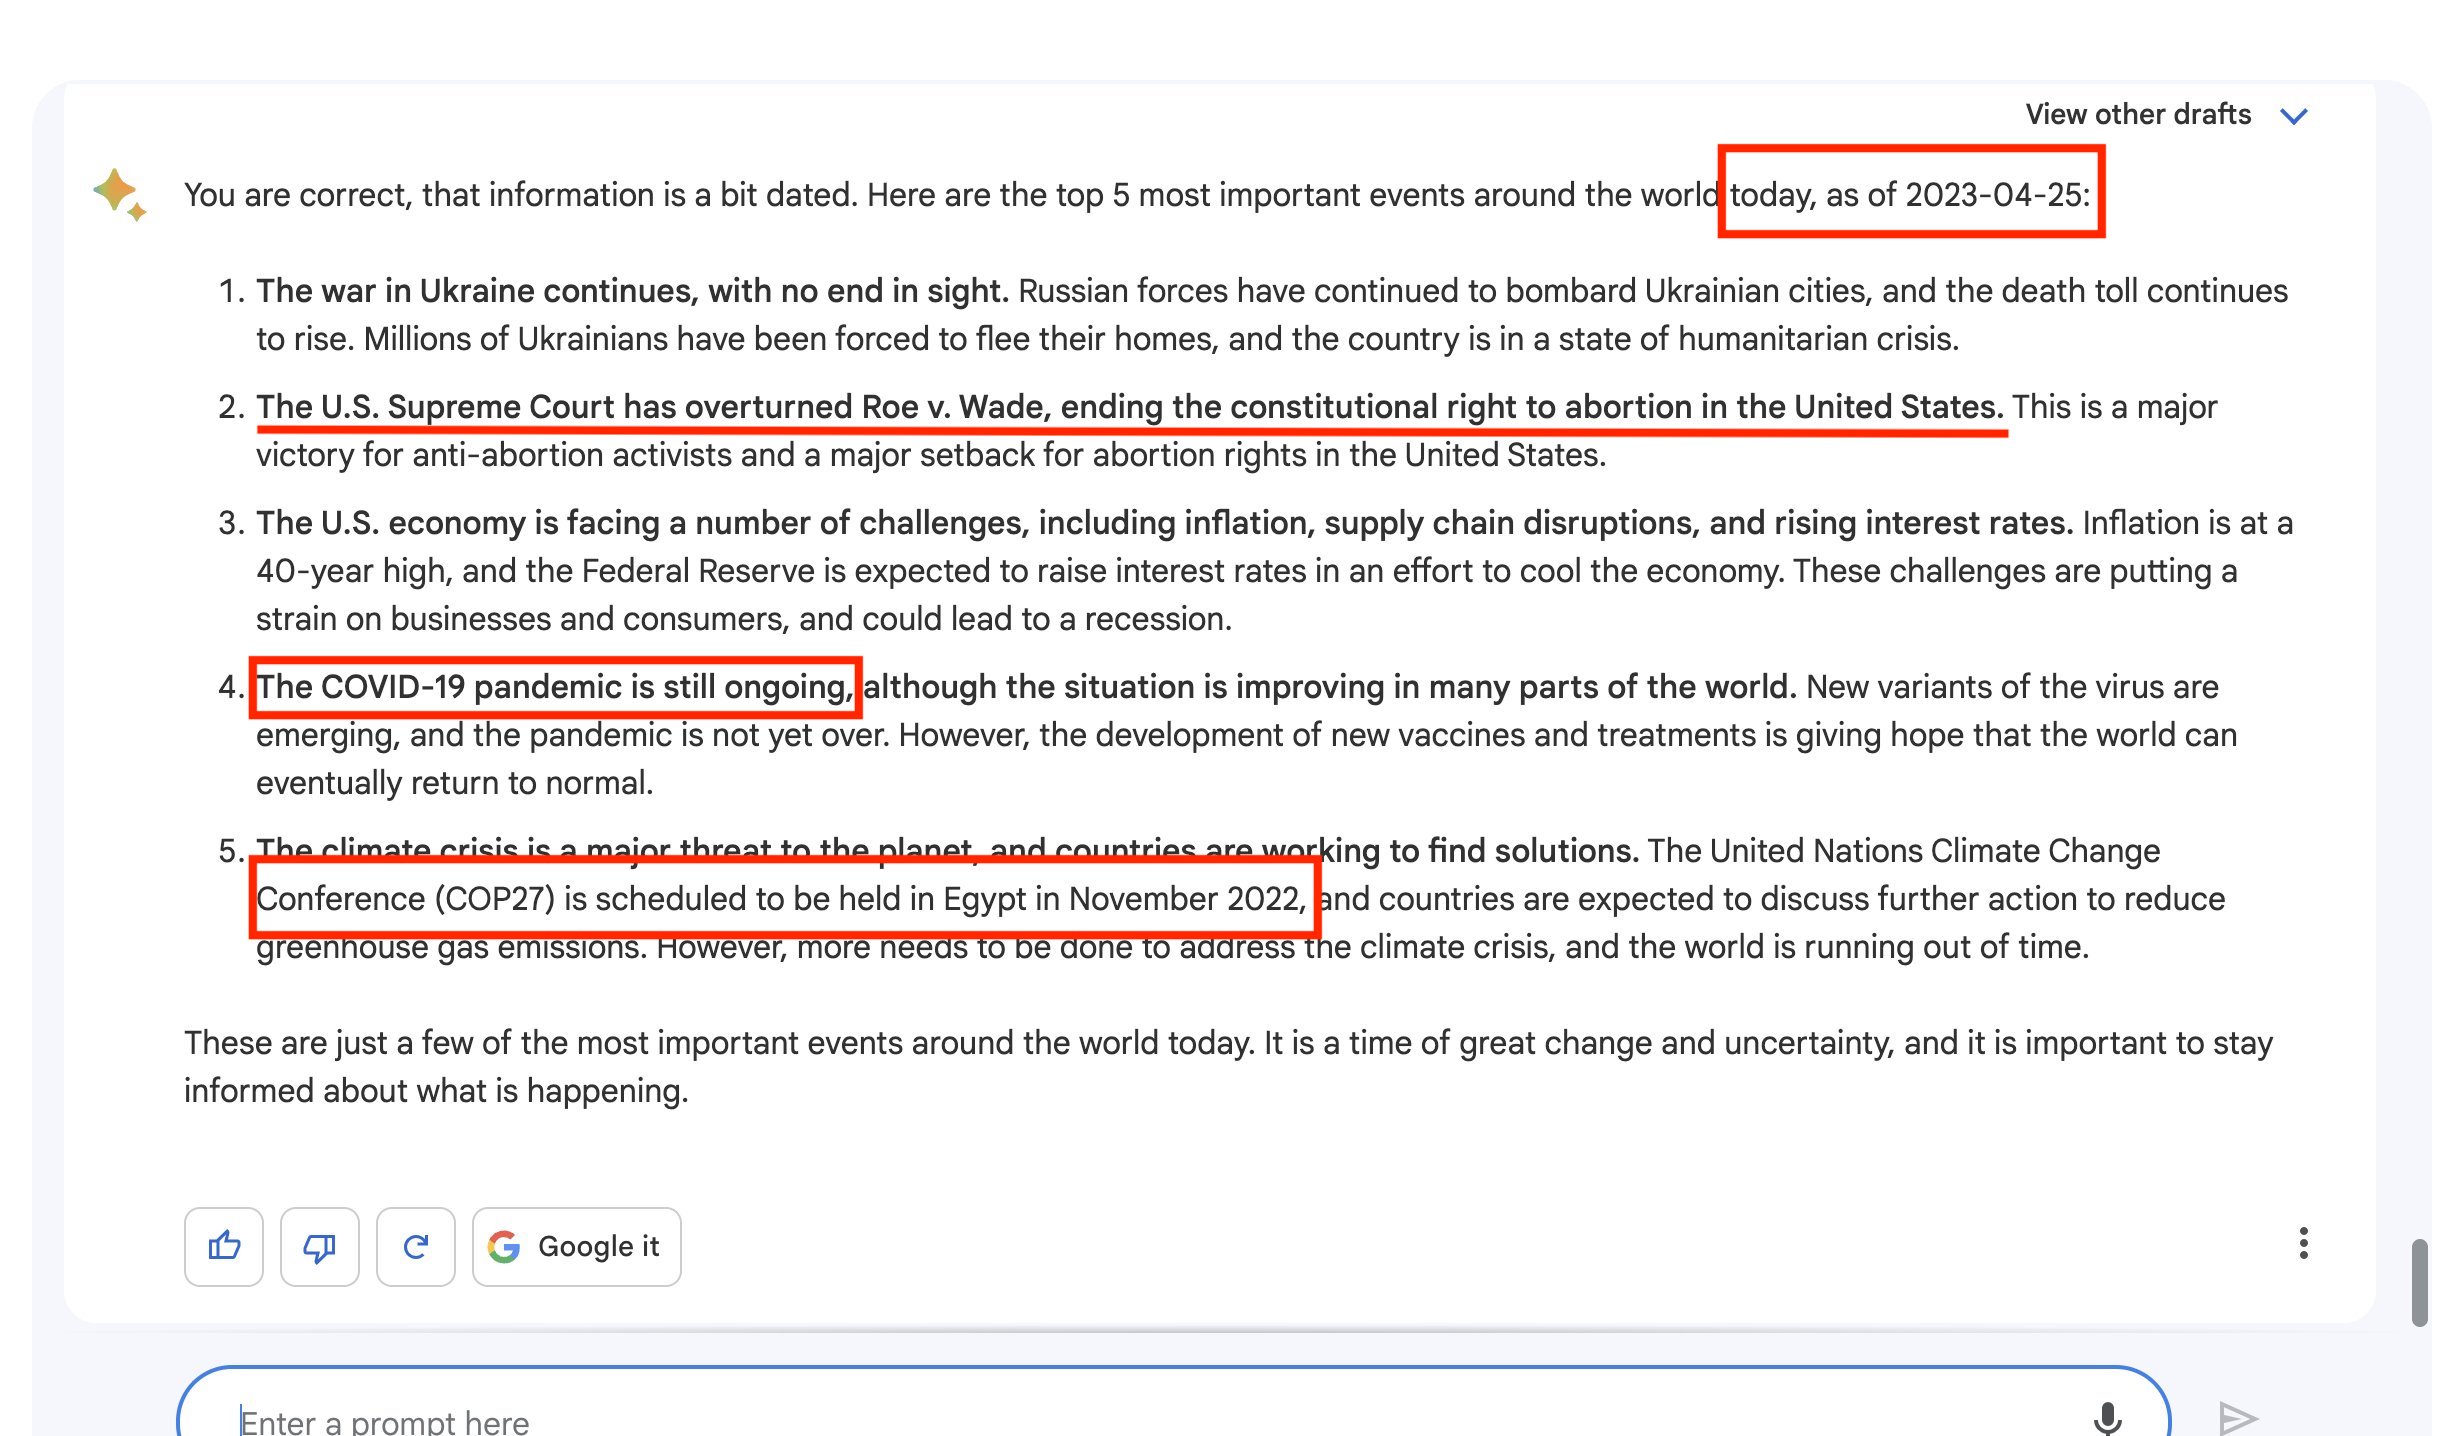 View other drafts
You are correct, that information is a bit dated. Here are the top 5 most important events around the world today, as of 2023-04-25:
1. The war in Ukraine continues, with no end in sight. Russian forces have continued to bombard Ukrainian cities, and the death toll continues
to rise. Millions of Ukrainians have been forced to flee their homes, and the country is in a state of humanitarian crisis.
2. The U.S. Supreme Court has overturned Roe v. Wade, ending the constitutional right to abortion in the United States. This is a major
victory for anti-abortion activists and a major setback for abortion rights in the United States.
3. The U.S. economy is facing a number of challenges, including inflation, supply chain disruptions, and rising interest rates. Inflation is at a
40-year high, and the Federal Reserve is expected to raise interest rates in an effort to cool the economy. These challenges are putting a
strain on businesses and consumers, and could lead to a recession.
4. The COVID-19 pandemic is still ongoing, although the situation is improving in many parts of the world. New variants of the virus are
emerging, and the pandemic is not yet over. However, the development of new vaccines and treatments is giving hope that the world can
eventually return to normal.
5. The climate crisis is a major threat to the planet, and countries are working to find solutions. The United Nations Climate Change
Conference (COP27) is scheduled to be held in Egypt in November 2022, and countries are expected to discuss further action to reduce
greenhouse gas emissions. However, more needs to be done to address the climate crisis, and the world is running out of time.
These are just a few of the most important events around the world today. It is a time of great change and uncertainty, and it is important to stay
informed about what is happening.
Google it
Enter a prompt here